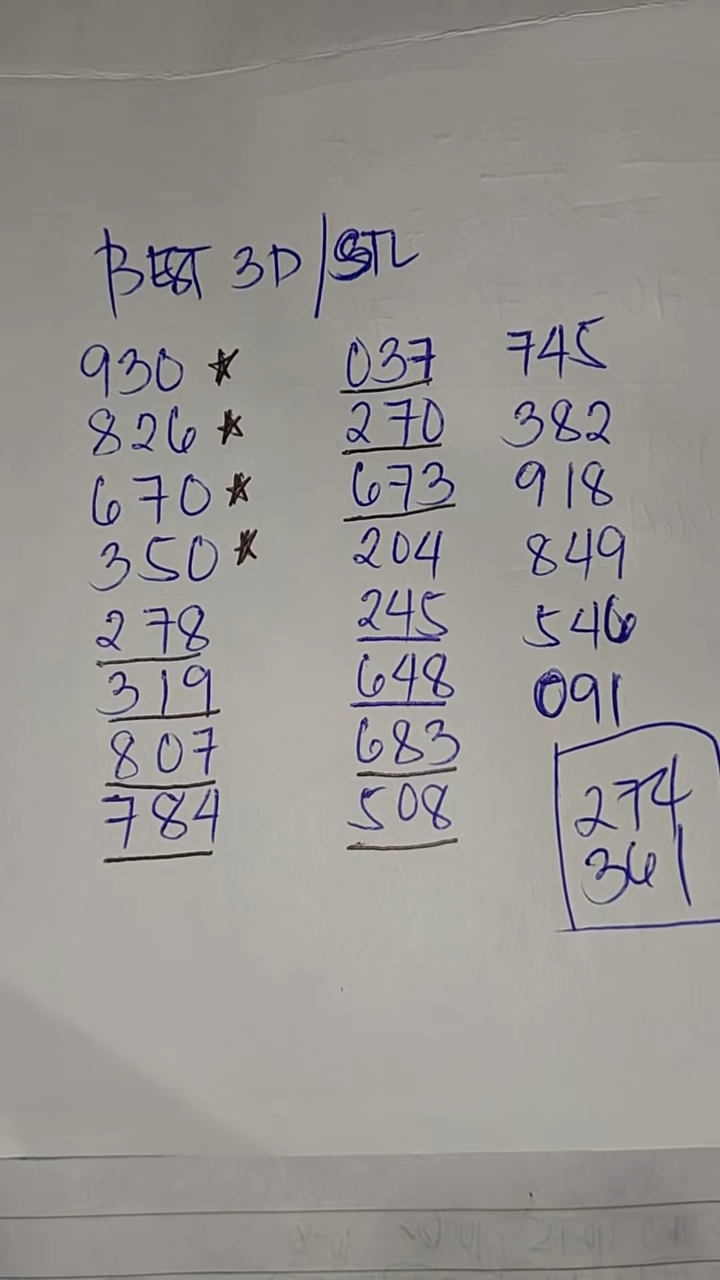 BEST 3D/STL
930 ★ 037 745
826 ★ 270 382
670 ★ 673 918
350 ★ 204 849
278 245 546
319 648 091
807 683
784 508
274
361